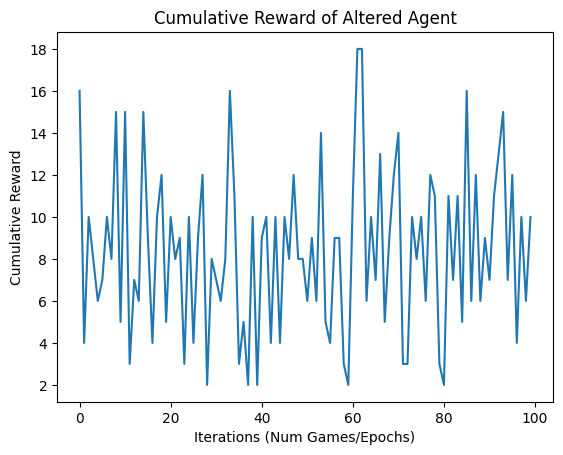 Cumulative Reward of Altered Agent
18
16
14
12
10
8
6
4
2
Cumulative Reward
0 20 40 60 80 100
Iterations (Num Games/Epochs)